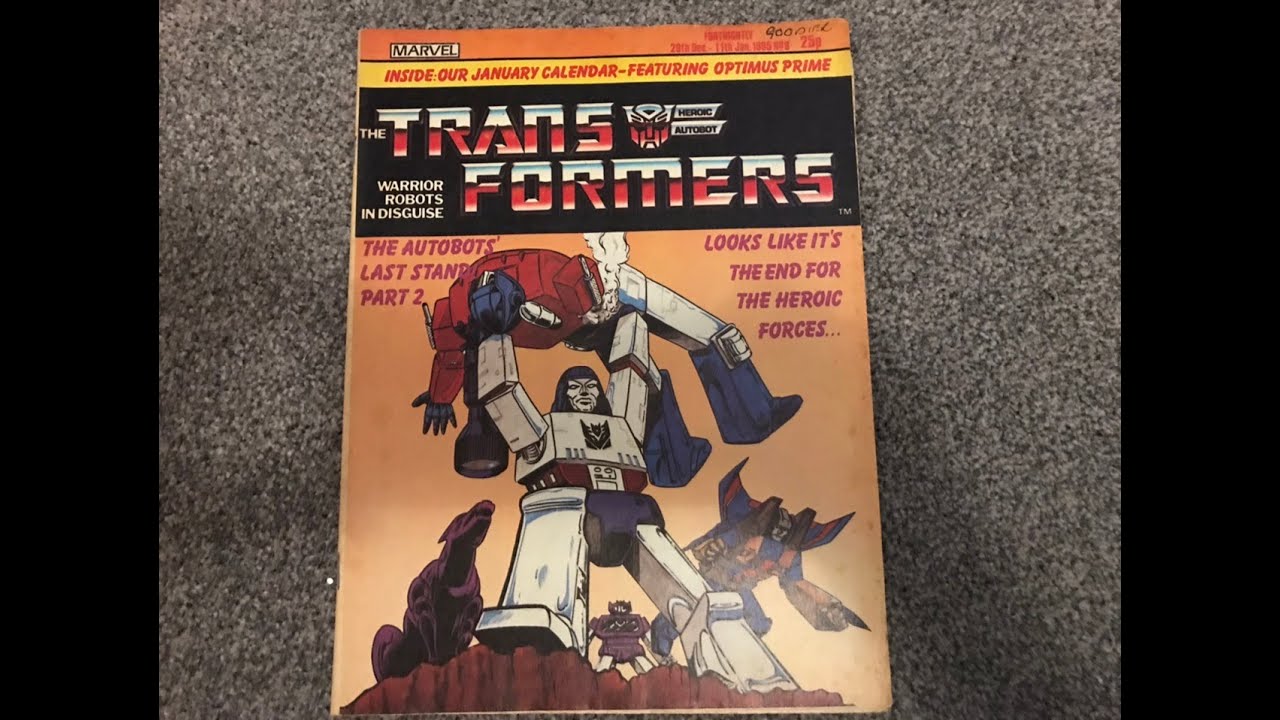 MARVEL
FORTNIGHTLY
29th Dec. - 11th Jan, 1985
25p
INSIDE: OUR JANUARY CALENDAR-FEATURING OPTIMUS PRIME
THE TRANS
HEROIC
AUTOBOT
FORMERS
TM
WARRIOR
ROBOTS
IN DISGUISE
THE AUTOBOTS'
LAST STAND
PART 2
LOOKS LIKE IT'S
THE END FOR
THE HEROIC
FORCES...